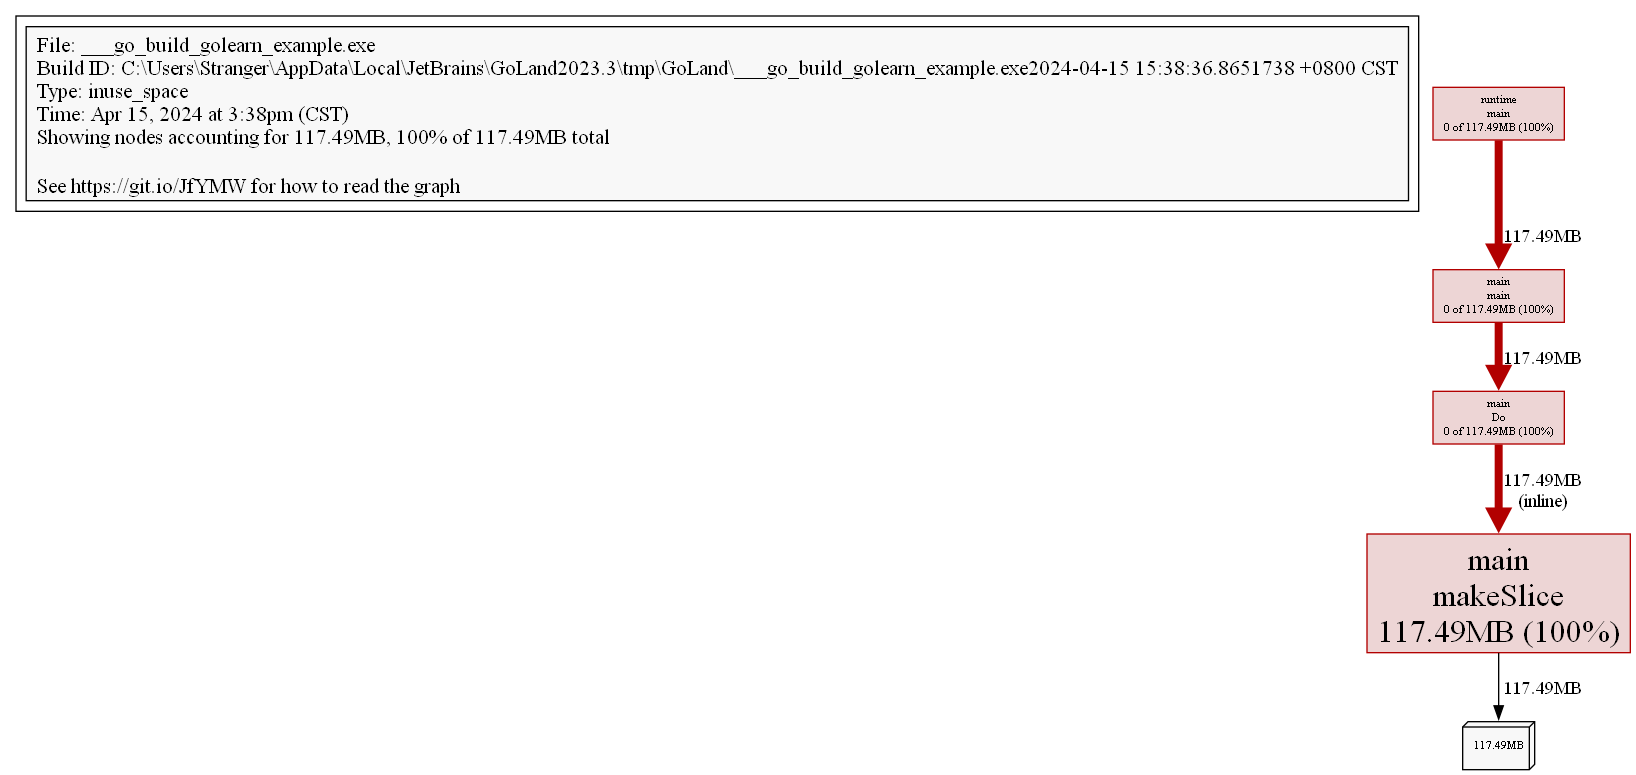 File: ___go_build_golearn_example.exe
Build ID: C:\Users\Stranger\AppData\Local\JetBrains\GoLand2023.3\tmp\GoLand\___go_build_golearn_example.exe2024-04-15 15:38:36.8651738 +0800 CST
Type: inuse_space
Time: Apr 15, 2024 at 3:38pm (CST)
Showing nodes accounting for 117.49MB, 100% of 117.49MB total
See https://git.io/JfYMW for how to read the graph
runtime
main
0 of 117.49MB (100%)
117.49MB
main
main
0 of 117.49MB (100%)
117.49MB
main
Do
0 of 117.49MB (100%)
117.49MB
(inline)
main
makeSlice
117.49MB (100%)
117.49MB
117.49MB